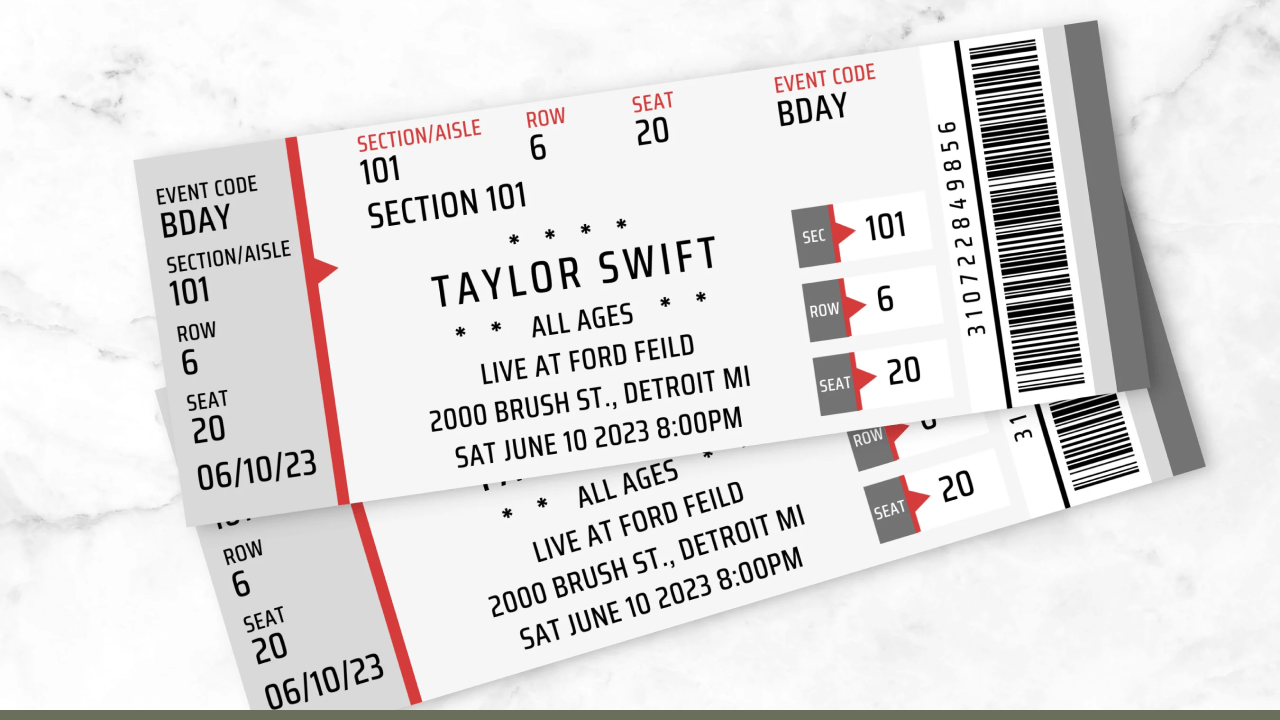 EVENT CODE
BDAY
SECTION/AISLE
101
ROW
6
SEAT
20
06/10/23
SECTION/AISLE
101
ROW
6
SEAT
20
EVENT CODE
BDAY
SECTION 101
* * * *
TAYLOR SWIFT
* * ALL AGES * *
LIVE AT FORD FEILD
2000 BRUSH ST., DETROIT MI
SAT JUNE 10 2023 8:00PM
SEC 101
ROW 6
SEAT 20
3107222849856
ROW
6
SEAT
20
06/10/23
* * ALL AGES *
LIVE AT FORD FEILD
2000 BRUSH ST., DETROIT MI
SAT JUNE 10 2023 8:00PM
ROW
SEAT 20
31